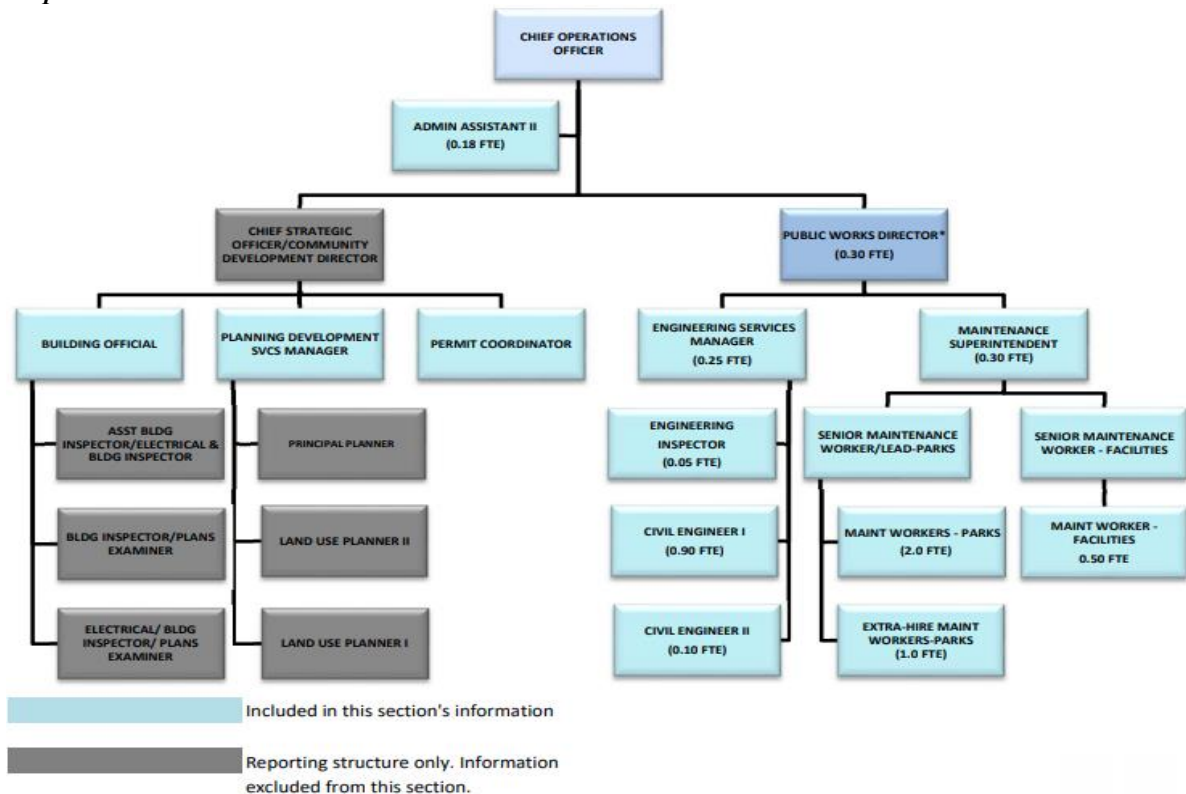 CHIEF OPERATIONS
OFFICER
ADMIN ASSISTANT II
(0.18 FTE)
CHIEF STRATEGIC
OFFICER/COMMUNITY
DEVELOPMENT DIRECTOR
PUBLIC WORKS DIRECTOR*
(0.30 FTE)
BUILDING OFFICIAL
PLANNING DEVELOPMENT
SVCS MANAGER
PERMIT COORDINATOR
ENGINEERING SERVICES
MANAGER
(0.25 FTE)
MAINTENANCE
SUPERINTENDENT
(0.30 FTE)
ASST BLDG
INSPECTOR/ELECTRICAL &
BLDG INSPECTOR
PRINCIPAL PLANNER
ENGINEERING
INSPECTOR
(0.05 FTE)
SENIOR MAINTENANCE
WORKER/LEAD-PARKS
SENIOR MAINTENANCE
WORKER - FACILITIES
BLDG INSPECTOR/PLANS
EXAMINER
LAND USE PLANNER II
CIVIL ENGINEER I
(0.90 FTE)
MAINT WORKERS - PARKS
(2.0 FTE)
MAINT WORKER -
FACILITIES
0.50 FTE
ELECTRICAL/ BLDG
INSPECTOR/ PLANS
EXAMINER
LAND USE PLANNER I
CIVIL ENGINEER II
(0.10 FTE)
EXTRA-HIRE MAINT
WORKERS-PARKS
(1.0 FTE)
Included in this section's information
Reporting structure only. Information
excluded from this section.